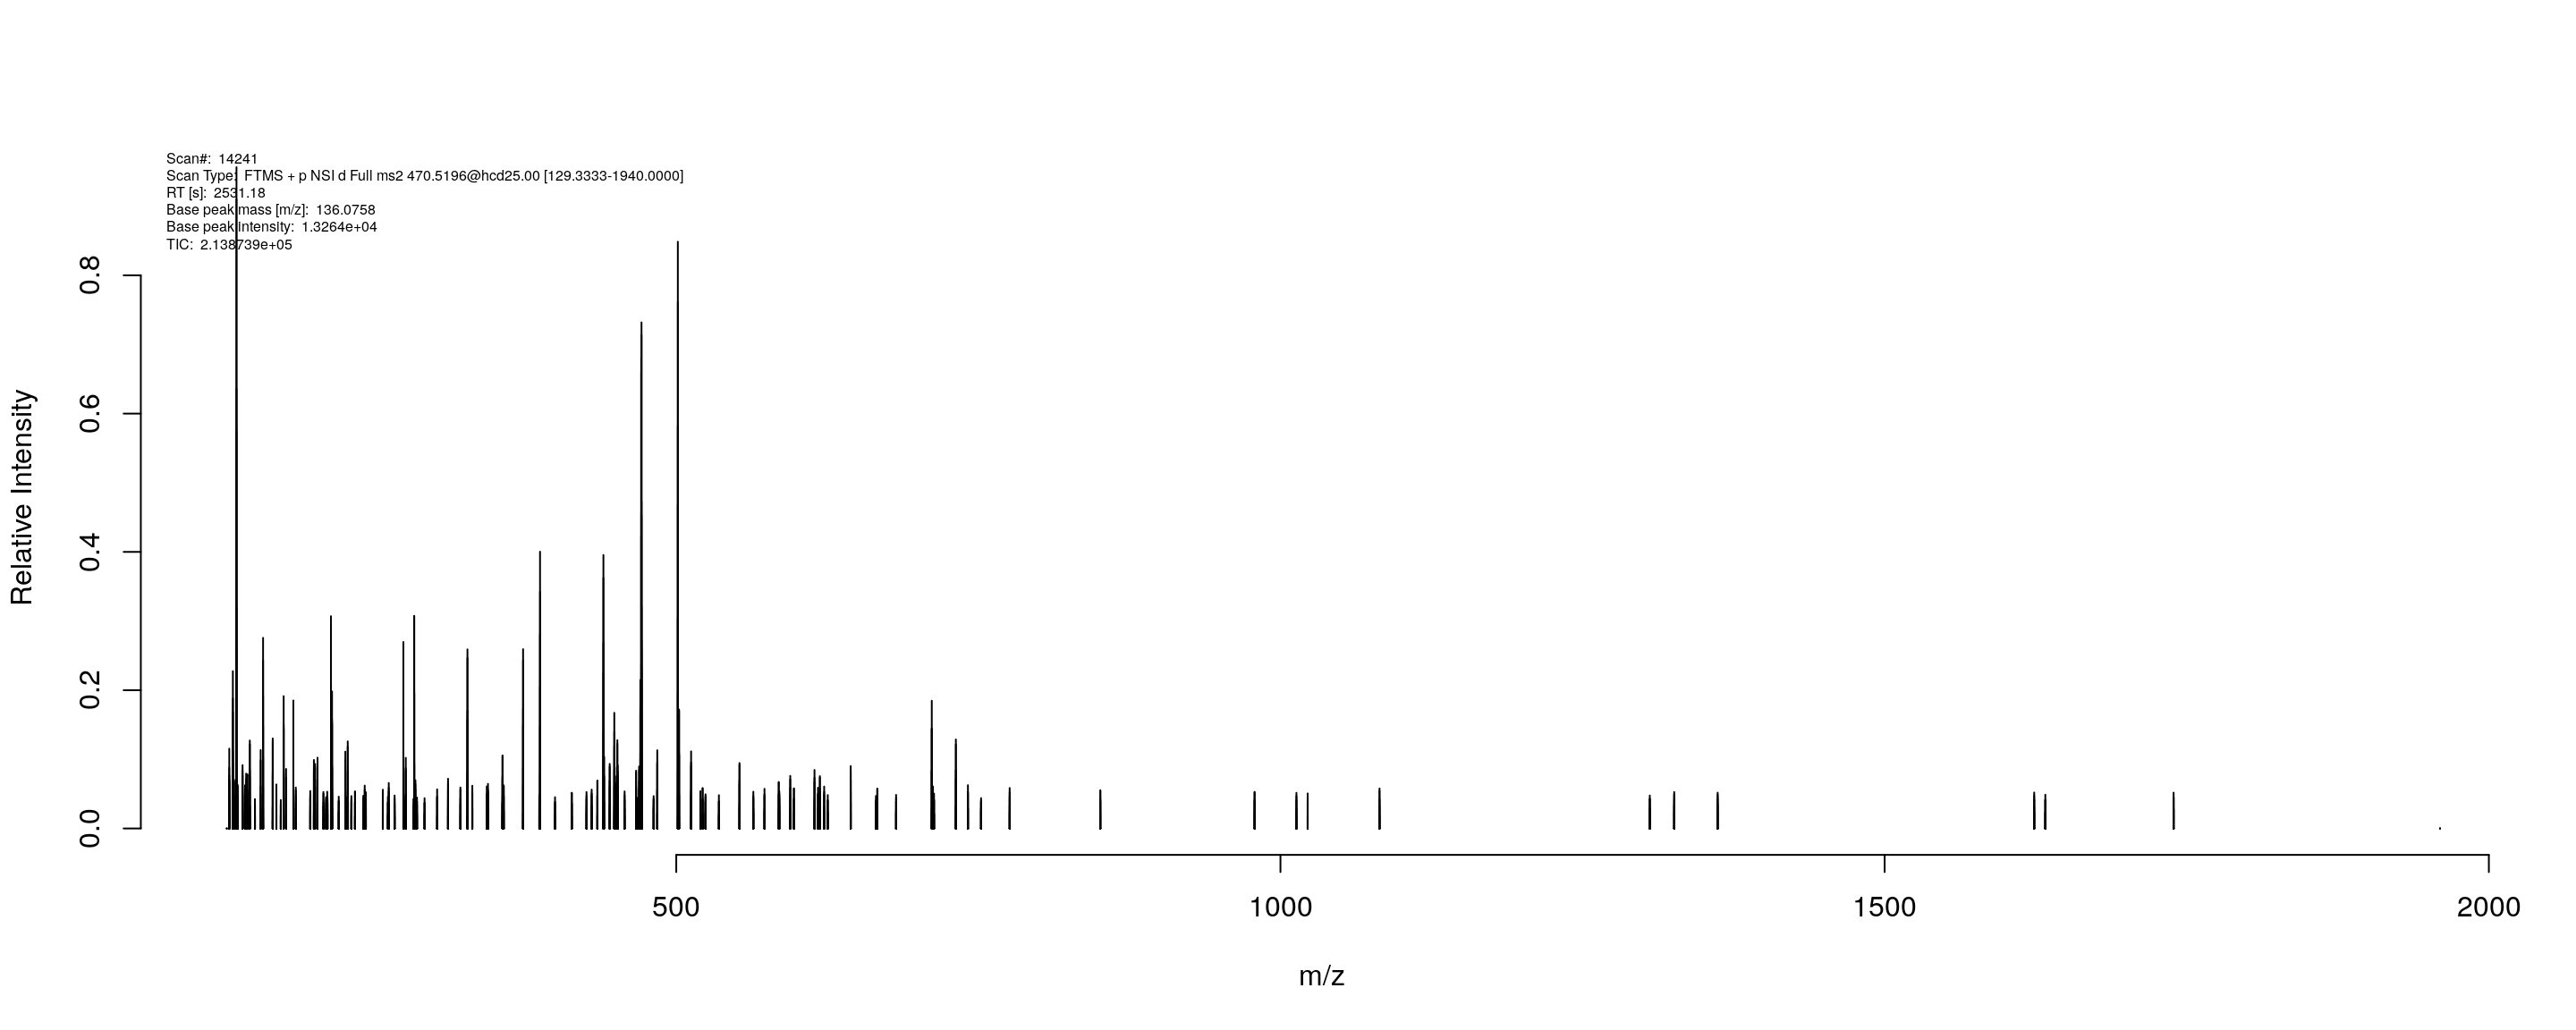 Scan#: 14241
Scan Type: FTMS + p NSI d Full ms2 470.5196@hcd25.00 [129.3333-1940.0000]
RT [s]: 2531.18
Base peak mass [m/z]: 136.0758
Base peak intensity: 1.3264e+04
TIC: 2.138739e+05
0.8
0.6
0.4
0.2
0.0
Relative Intensity
500 1000 1500 2000
m/z